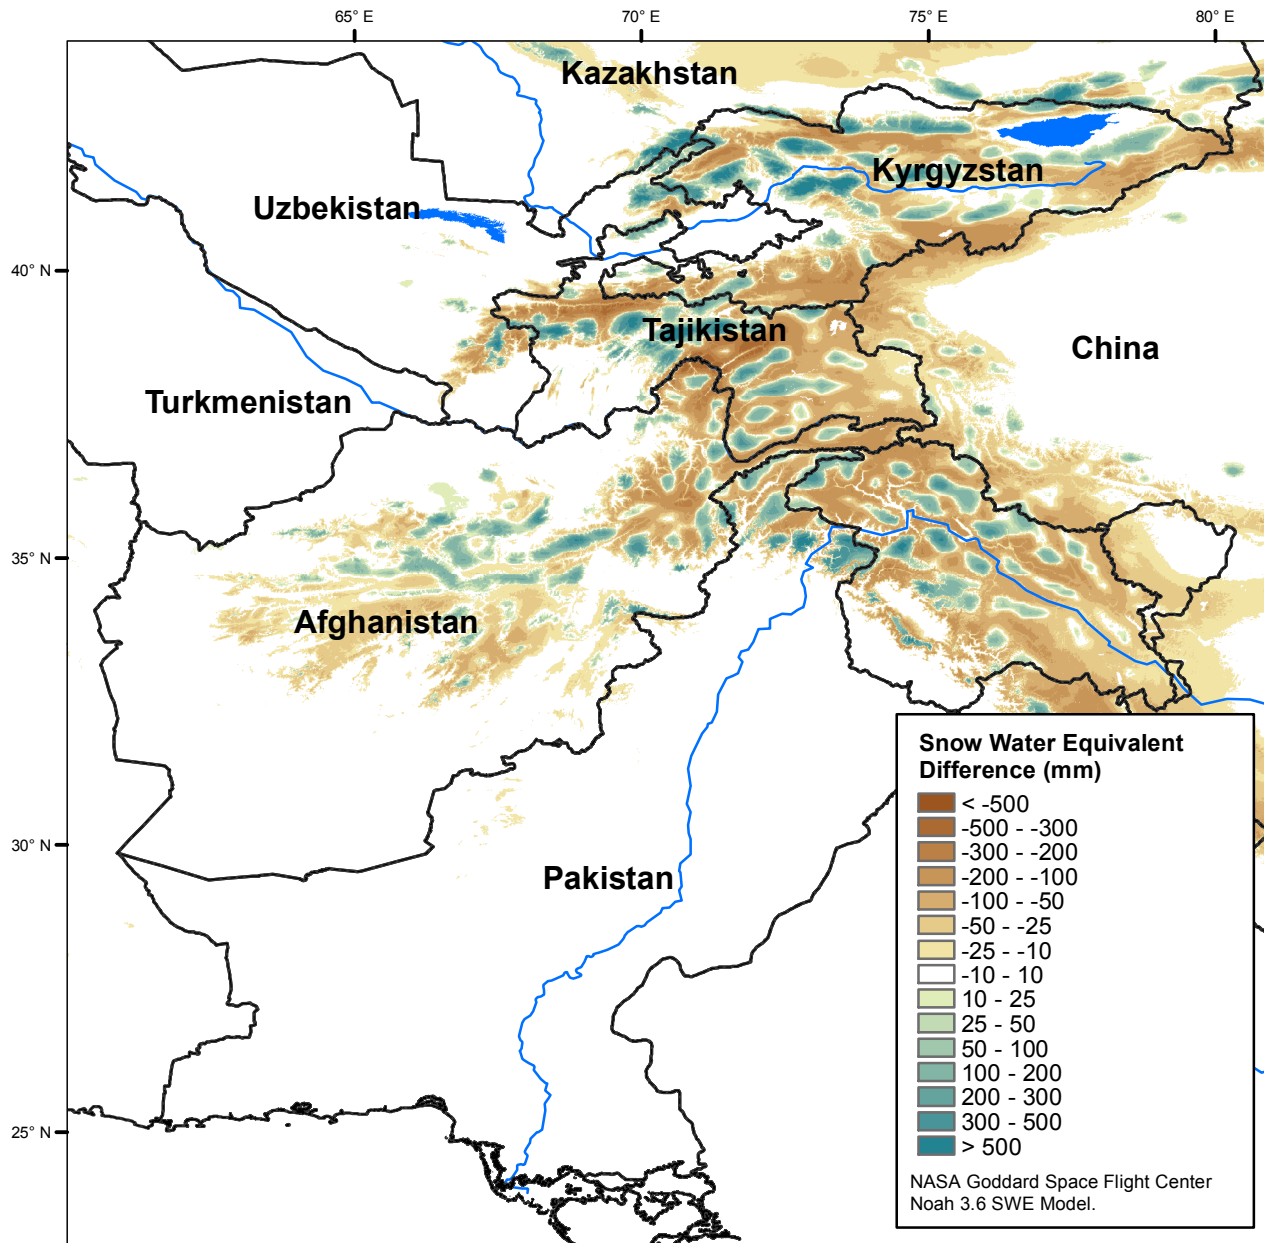 65° E
70° E
75° E
80° E
Kazakhstan
Kyrgyzstan
Uzbekistan
40° N
Tajikistan
China
Turkmenistan
35° N
Afghanistan
Snow Water Equivalent
Difference (mm)
< -500
-500 - -300
-300 - -200
-200 - -100
-100 - -50
-50 - -25
-25 - -10
-10 - 10
10 - 25
25 - 50
50 - 100
100 - 200
200 - 300
300 - 500
> 500
NASA Goddard Space Flight Center
Noah 3.6 SWE Model.
30° N
Pakistan
25° N